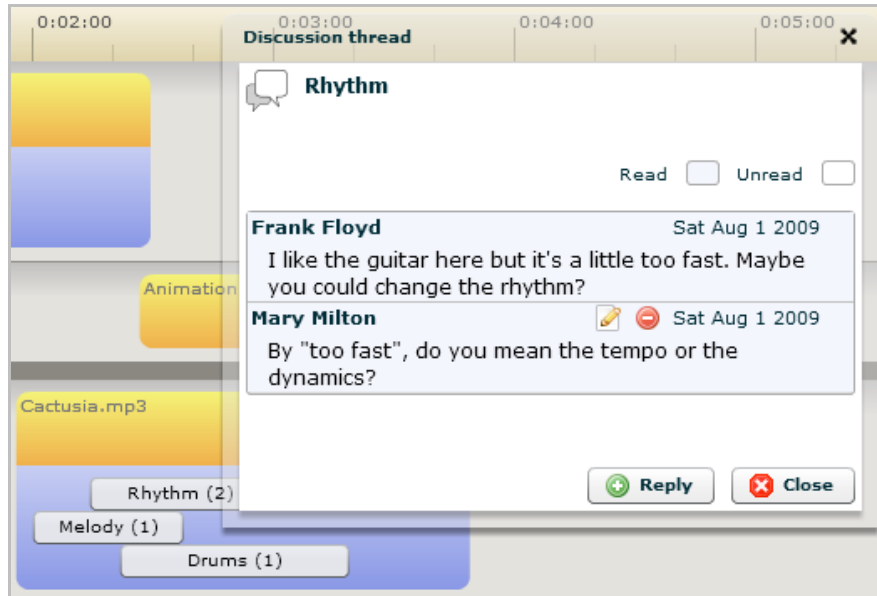 0:02:00 0:03:00 0:04:00 0:05:00
Discussion thread
Rhythm
Read Unread
Frank Floyd Sat Aug 1 2009
I like the guitar here but it's a little too fast. Maybe
you could change the rhythm?
Mary Milton Sat Aug 1 2009
By "too fast", do you mean the tempo or the
dynamics?
Reply Close
Animation
Cactusia.mp3
Rhythm (2)
Melody (1)
Drums (1)